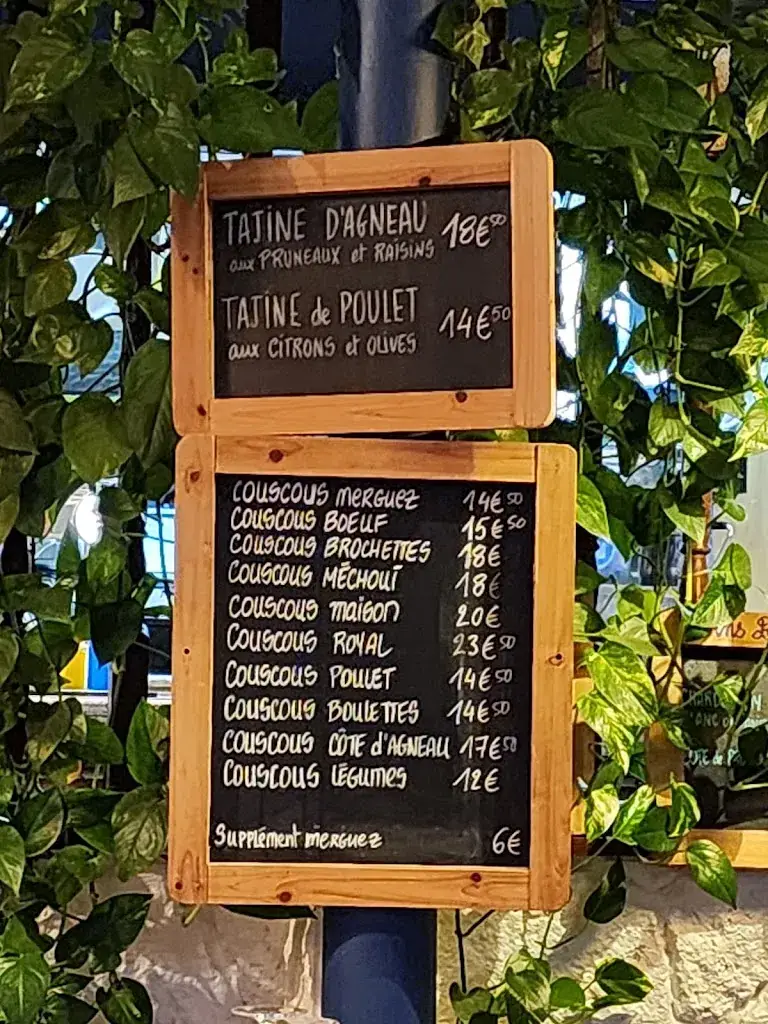 TAJINE D'AGNEAU 18€50
aux PRUNEAUX et RAISINS
TAJINE de POULET 14€50
aux CITRONS et OLIVES
COUSCOUS MERGUEZ 14€50
COUSCOUS BOEUF 15€50
COUSCOUS BROCHETTES 18€
COUSCOUS MÉCHOUÏ 18€
COUSCOUS MAISON 20€
COUSCOUS ROYAL 23€50
COUSCOUS POULET 14€50
COUSCOUS BOULETTES 14€50
COUSCOUS CÔTE d'AGNEAU 17€50
COUSCOUS LÉGUMES 12€
SUPPLÉMENT MERGUEZ 6€